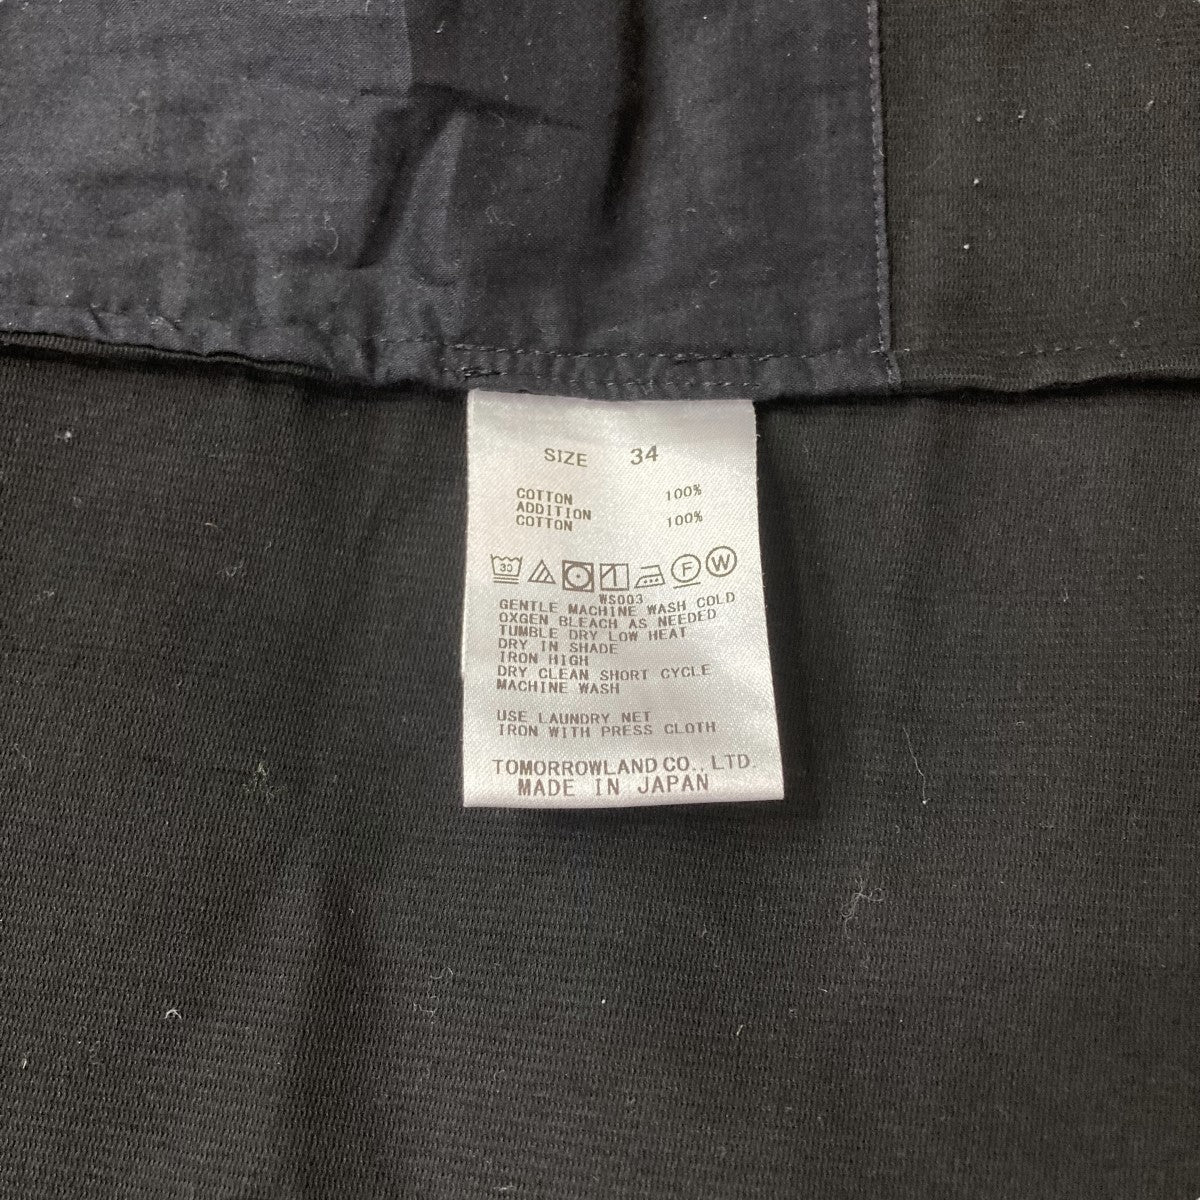 SIZE 34
COTTON 100%
ADDITION
COTTON 100%
30 F W
WS003
GENTLE MACHINE WASH COLD
OXGEN BLEACH AS NEEDED
TUMBLE DRY LOW HEAT
DRY IN SHADE
IRON HIGH
DRY CLEAN SHORT CYCLE
MACHINE WASH
USE LAUNDRY NET
IRON WITH PRESS CLOTH
TOMORROWLAND CO., LTD.
MADE IN JAPAN